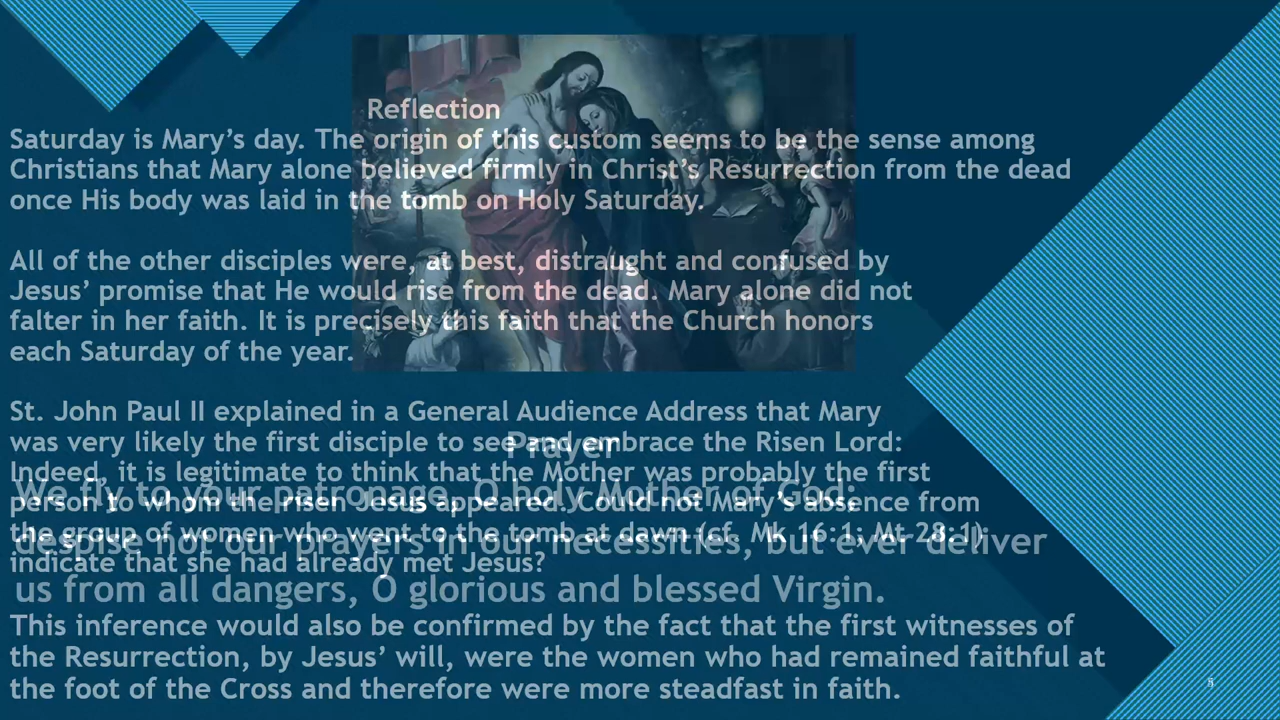 Reflection
Saturday is Mary’s day. The origin of this custom seems to be the sense among
Christians that Mary alone believed firmly in Christ’s Resurrection from the dead
once His body was laid in the tomb on Holy Saturday.
All of the other disciples were, at best, distraught and confused by
Jesus’ promise that He would rise from the dead. Mary alone did not
falter in her faith. It is precisely this faith that the Church honors
each Saturday of the year.
St. John Paul II explained in a General Audience Address that Mary
was very likely the first disciple to see and embrace the Risen Lord:
Indeed, it is legitimate to think that the Mother was probably the first
person to whom the risen Jesus appeared. Could not Mary’s absence from
the group of women who went to the tomb at dawn (cf. Mk 16:1; Mt 28:1)
indicate that she had already met Jesus?
This inference would also be confirmed by the fact that the first witnesses of
the Resurrection, by Jesus’ will, were the women who had remained faithful at
the foot of the Cross and therefore were more steadfast in faith.
Prayer
We fly to your patronage, O holy Mother of God;
despise not our prayers in our necessities, but ever deliver
us from all dangers, O glorious and blessed Virgin.
5